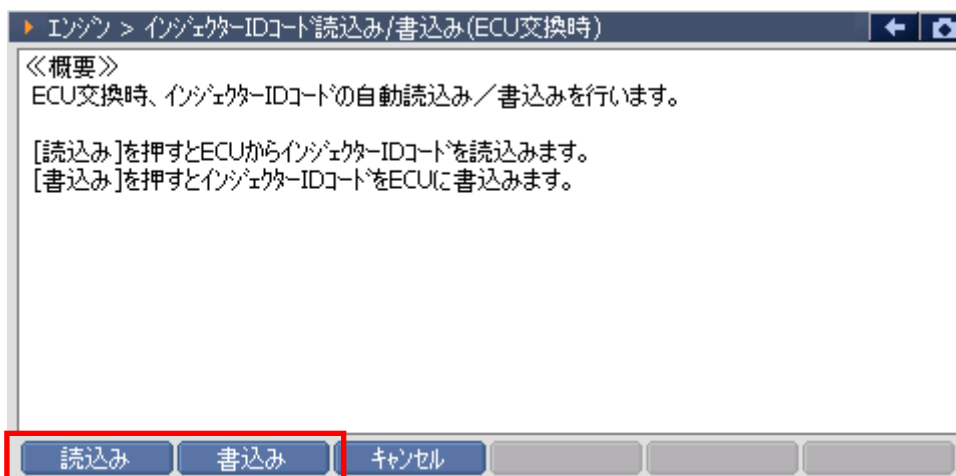 エンジン > インジェクターIDコード読込み/書込み(ECU交換時)
≪概要≫
ECU交換時、インジェクターIDコードの自動読込み／書込みを行います。
[読込み]を押すとECUからインジェクターIDコードを読込みます。
[書込み]を押すとインジェクターIDコードをECUに書込みます。
読込み 書込み キャンセル